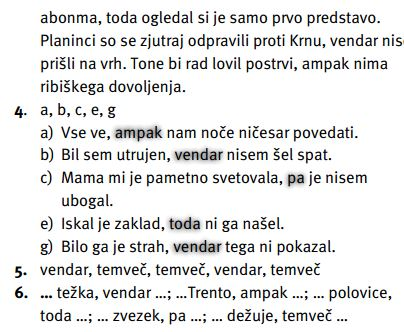 abonma, toda ogledal si je samo prvo predstavo.
Planinci so se zjutraj odpravili proti Krnu, vendar nis
prišli na vrh. Tone bi rad lovil postrvi, ampak nima
ribiškega dovoljenja.
4. a, b, c, e, g
a) Vse ve, ampak nam noče ničesar povedati.
b) Bil sem utrujen, vendar nisem šel spat.
c) Mama mi je pametno svetovala, pa je nisem
ubogal.
e) Iskal je zaklad, toda ni ga našel.
g) Bilo ga je strah, vendar tega ni pokazal.
5. vendar, temveč, temveč, vendar, temveč
6. ... težka, vendar ...; ...Trento, ampak ...; ... polovice,
toda ...; ... zvezek, pa ...; ... dežuje, temveč ...